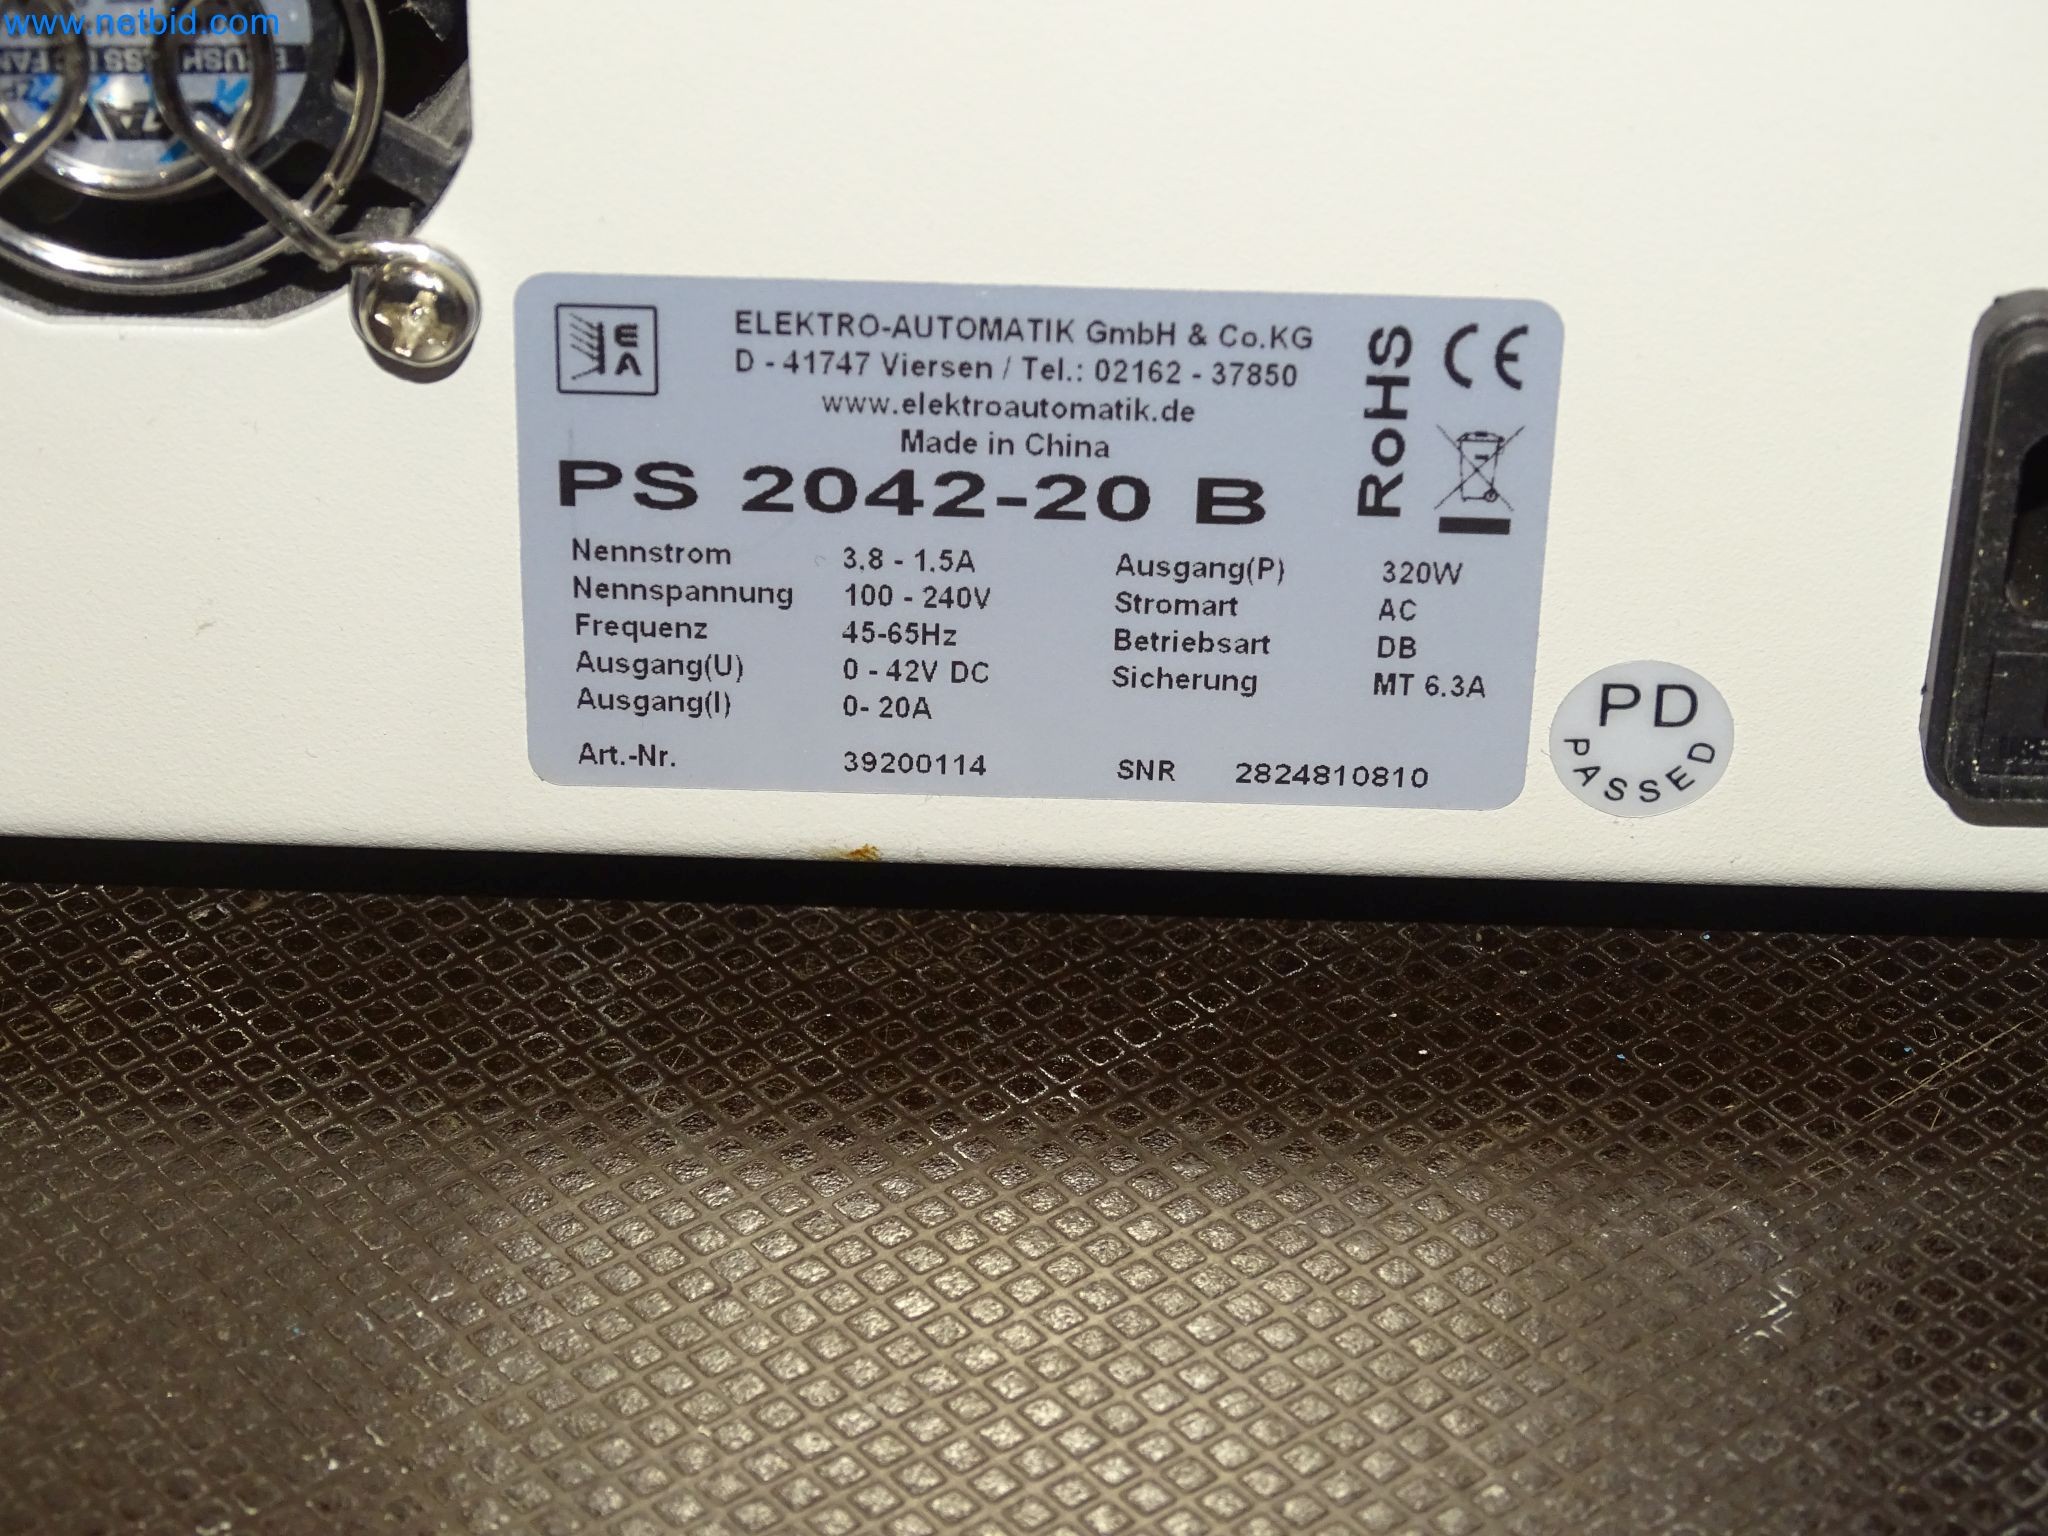 www.netbid.com
EA
ELEKTRO-AUTOMATIK GmbH & Co.KG
D - 41747 Viersen / Tel.: 02162 - 37850
www.elektroautomatik.de
Made in China
RoHS
CE
PS 2042-20 B
Nennstrom 3.8 - 1.5A Ausgang(P) 320W
Nennspannung 100 - 240V Stromart AC
Frequenz 45-65Hz Betriebsart DB
Ausgang(U) 0 - 42V DC Sicherung MT 6.3A
Ausgang(I) 0- 20A
Art.-Nr. 39200114 SNR 2824810810
PD
PASSED